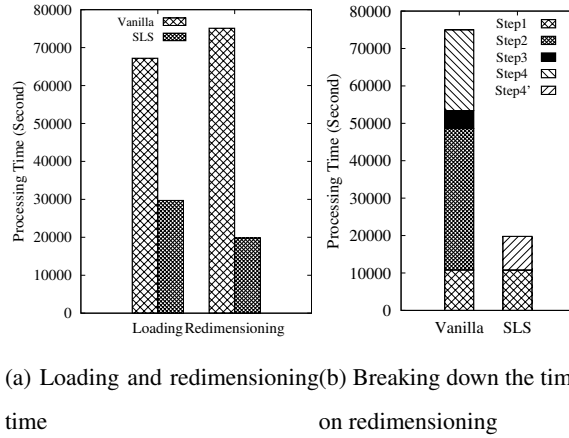 80000
70000
60000
50000
40000
30000
20000
10000
0
Processing Time (Second)
Vanilla
SLS
Loading Redimensioning
80000
70000
60000
50000
40000
30000
20000
10000
0
Processing Time (Second)
Step1
Step2
Step3
Step4
Step4'
Vanilla SLS
(a) Loading and redimensioning
time
(b) Breaking down the tim
on redimensioning